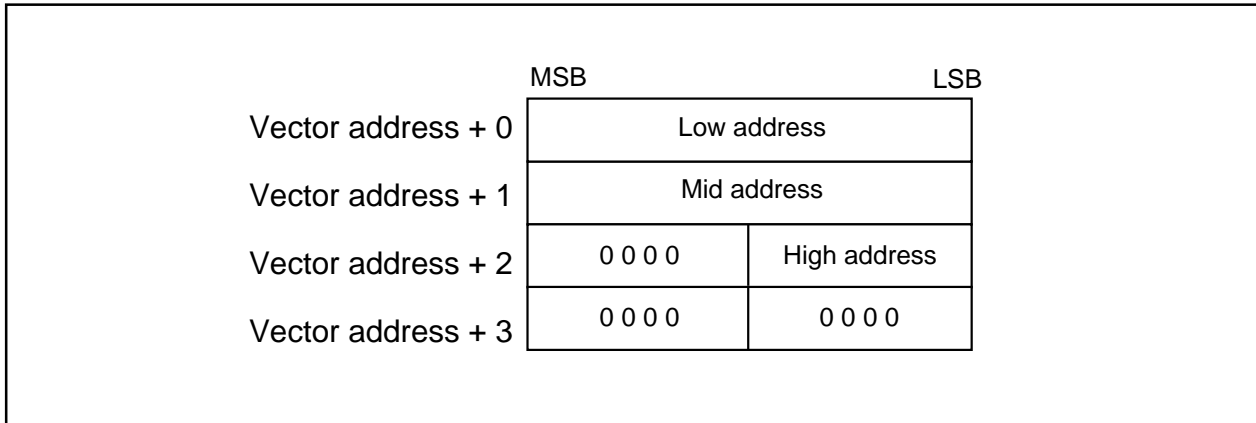 MSB LSB
Vector address + 0 Low address
Vector address + 1 Mid address
Vector address + 2 0 0 0 0 High address
Vector address + 3 0 0 0 0 0 0 0 0